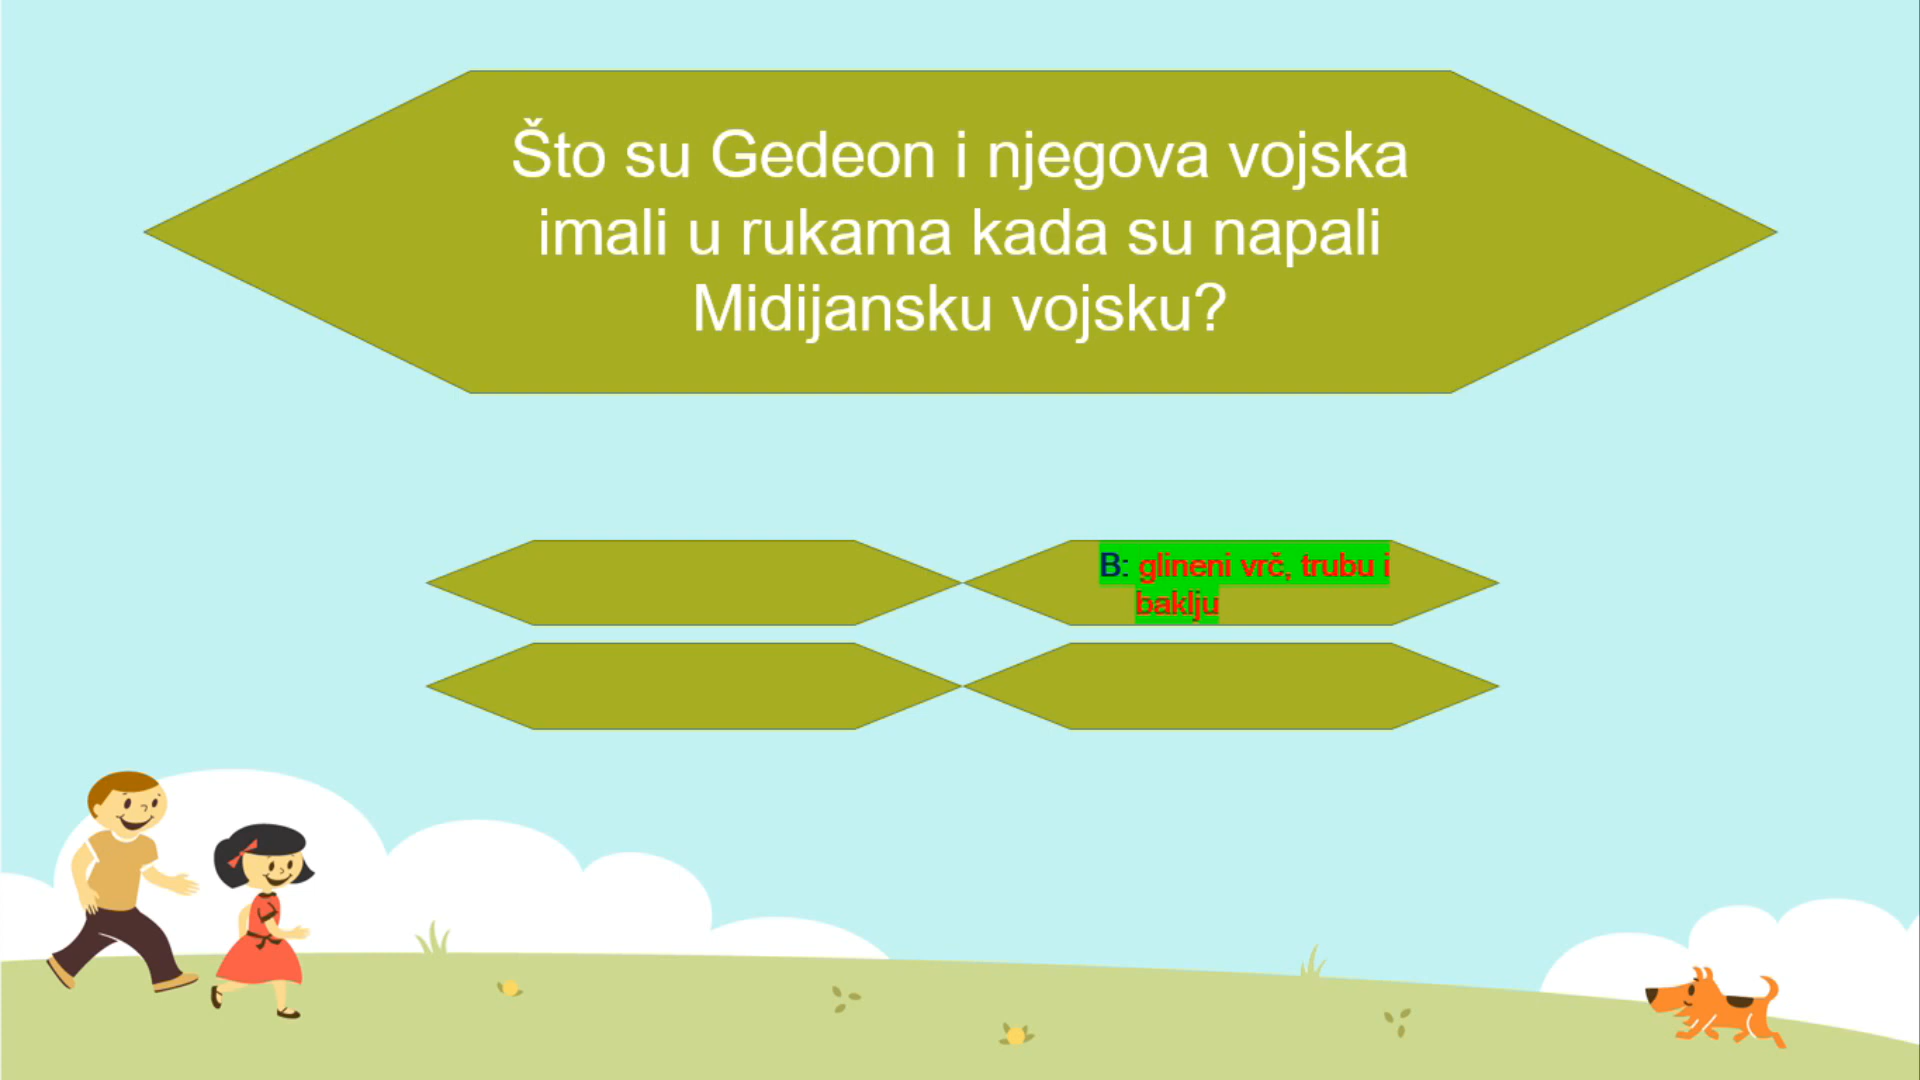 Što su Gedeon i njegova vojska
imali u rukama kada su napali
Midijansku vojsku?
B: glineni vrč, trubu i
baklju